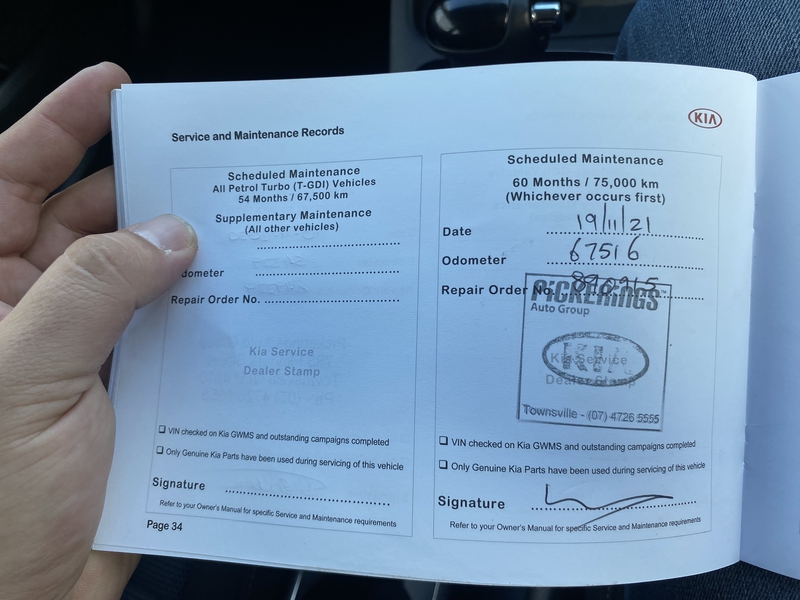 Service and Maintenance Records
KIA
Scheduled Maintenance
All Petrol Turbo (T-GDI) Vehicles
54 Months / 67,500 km
Supplementary Maintenance
(All other vehicles)
dometer
Repair Order No.
Kia Service
Dealer Stamp
VIN checked on Kia GWMS and outstanding campaigns completed
Only Genuine Kia Parts have been used during servicing of this vehicle
Signature
Refer to your Owner's Manual for specific Service and Maintenance requirements
Page 34
Scheduled Maintenance
60 Months / 75,000 km
(Whichever occurs first)
Date 19/11/21
Odometer 67516
Repair Order No.
PICKERINGS™
Auto Group
KIA
Kia Service
Dealer Stamp
Townsville - (07) 4726 5555
VIN checked on Kia GWMS and outstanding campaigns completed
Only Genuine Kia Parts have been used during servicing of this vehicle
Signature
Refer to your Owner's Manual for specific Service and Maintenance requirements